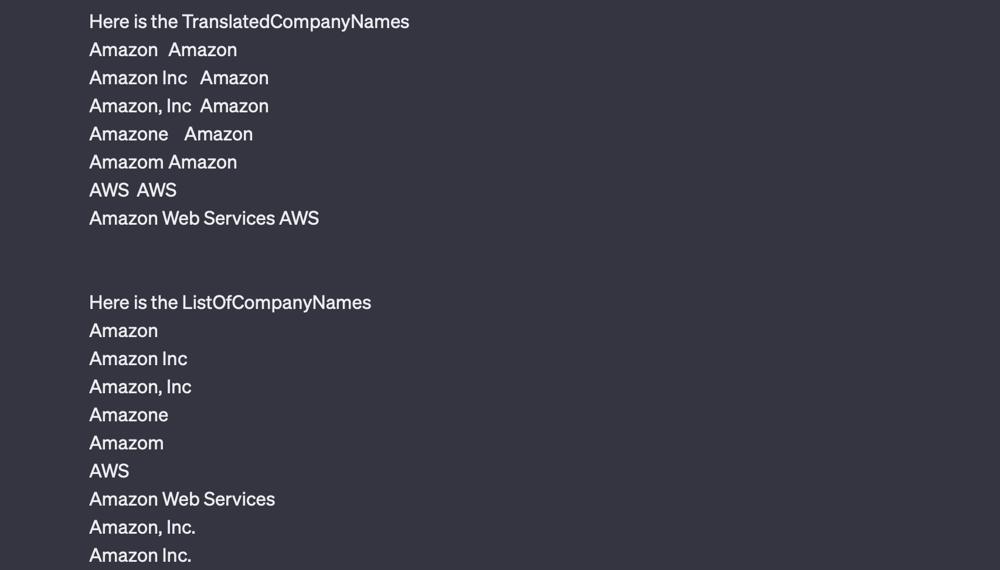 Here is the TranslatedCompanyNames
Amazon Amazon
Amazon Inc Amazon
Amazon, Inc Amazon
Amazone Amazon
Amazom Amazon
AWS AWS
Amazon Web Services AWS
Here is the ListOfCompanyNames
Amazon
Amazon Inc
Amazon, Inc
Amazone
Amazom
AWS
Amazon Web Services
Amazon, Inc.
Amazon Inc.